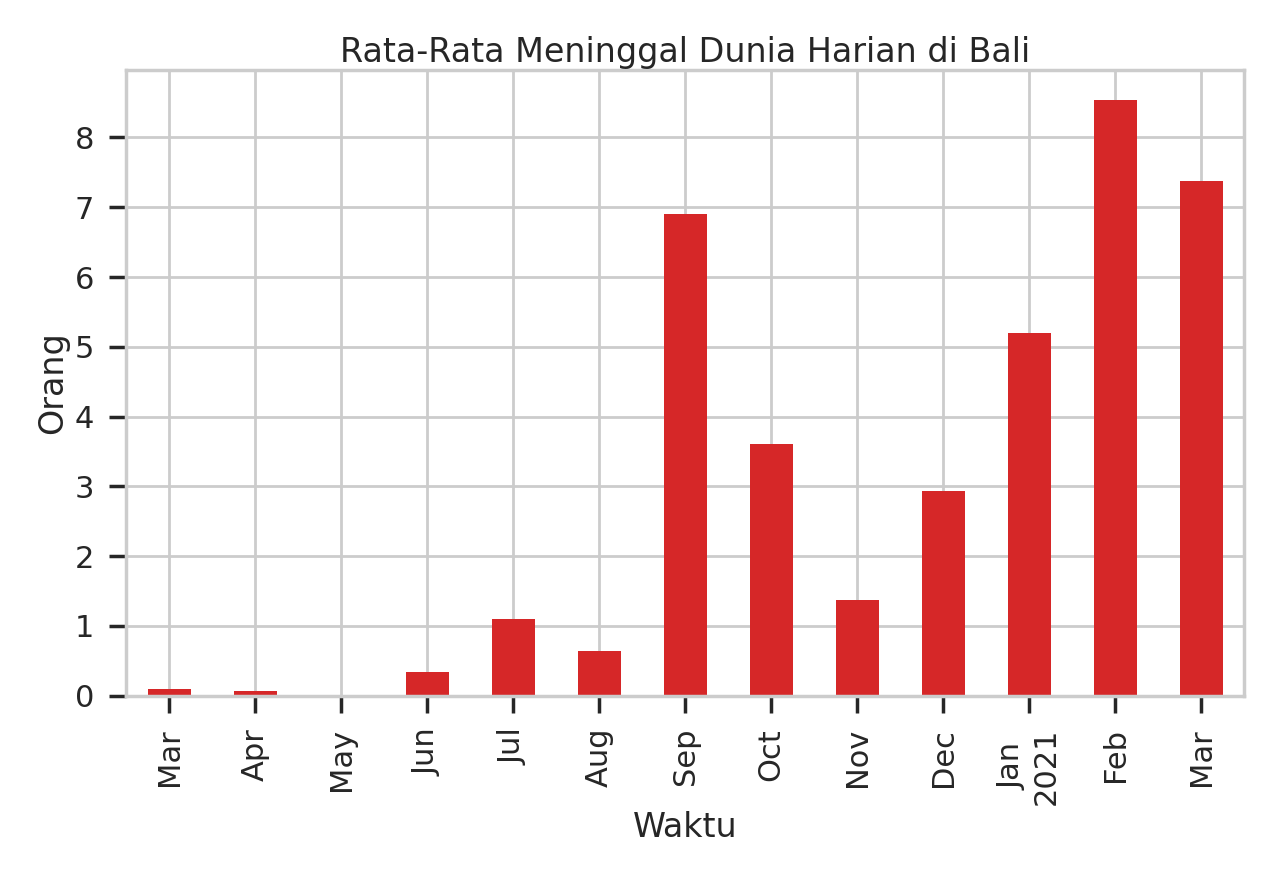 Rata-Rata Meninggal Dunia Harian di Bali
8
7
6
5
4
3
2
1
0
Orang
Mar
Apr
May
Jun
Jul
Aug
Sep
Oct
Nov
Dec
Jan
2021
Feb
Mar
Waktu